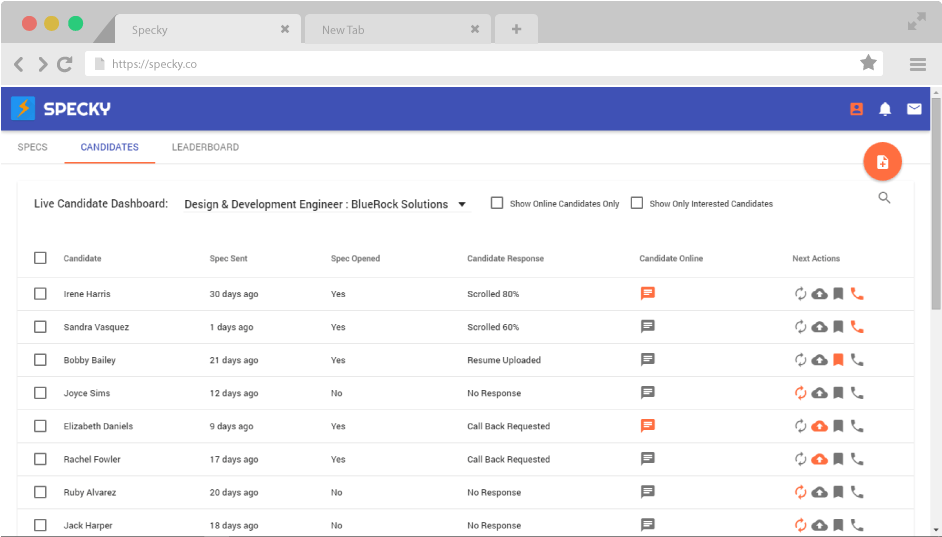 Specky
New Tab
https://specky.co
SPECKY
SPECS CANDIDATES LEADERBOARD
Live Candidate Dashboard: Design & Development Engineer : BlueRock Solutions Show Online Candidates Only Show Only Interested Candidates
Candidate Spec Sent Spec Opened Candidate Response Candidate Online Next Actions
Irene Harris 30 days ago Yes Scrolled 80%
Sandra Vasquez 1 days ago Yes Scrolled 60%
Bobby Bailey 21 days ago Yes Resume Uploaded
Joyce Sims 12 days ago No No Response
Elizabeth Daniels 9 days ago Yes Call Back Requested
Rachel Fowler 17 days ago Yes Call Back Requested
Ruby Alvarez 20 days ago No No Response
Jack Harper 18 days ago No No Response